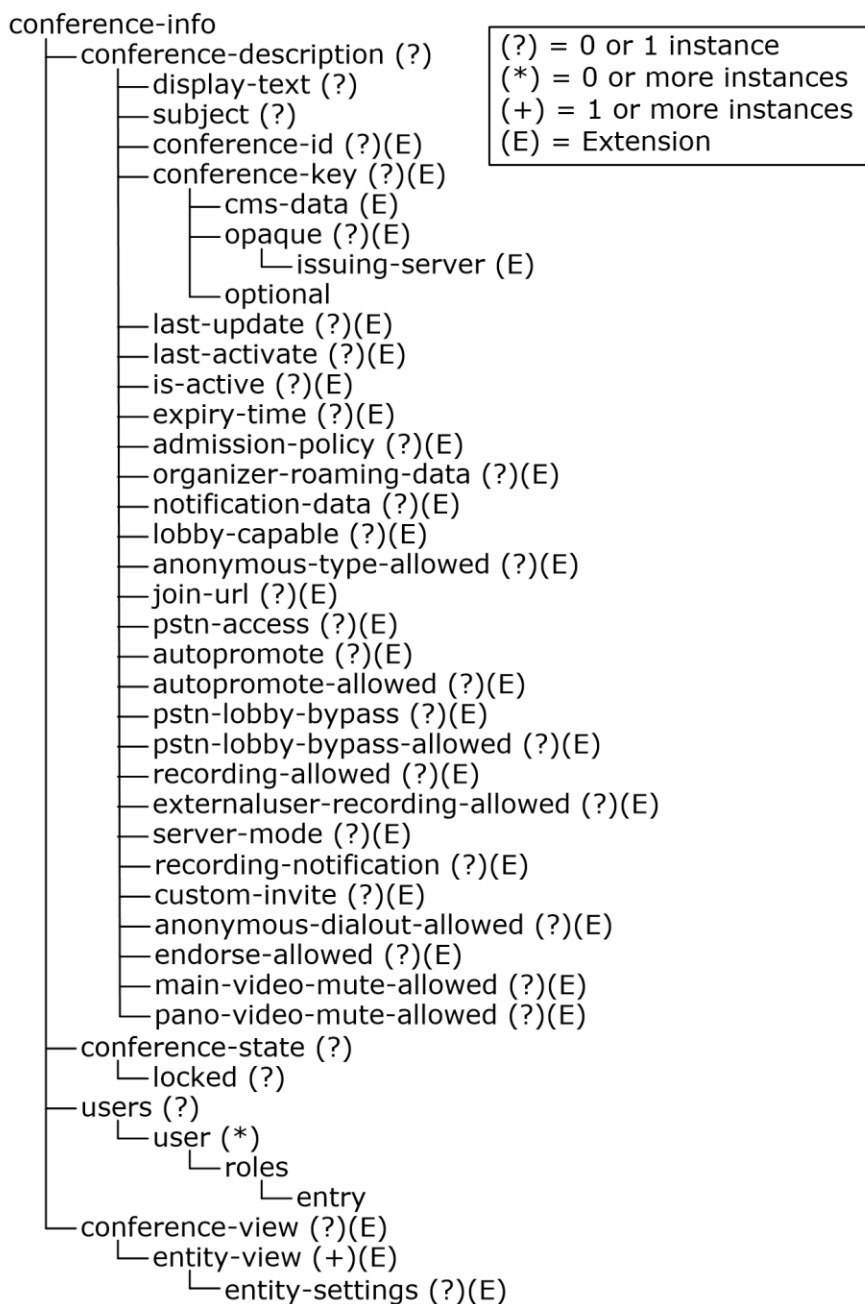 conference-info
conference-description (?)
display-text (?)
subject (?)
conference-id (?)(E)
conference-key (?)(E)
cms-data (E)
opaque (?)(E)
issuing-server (E)
optional
last-update (?)(E)
last-activate (?)(E)
is-active (?)(E)
expiry-time (?)(E)
admission-policy (?)(E)
organizer-roaming-data (?)(E)
notification-data (?)(E)
lobby-capable (?)(E)
anonymous-type-allowed (?)(E)
join-url (?)(E)
pstn-access (?)(E)
autopromote (?)(E)
autopromote-allowed (?)(E)
pstn-lobby-bypass (?)(E)
pstn-lobby-bypass-allowed (?)(E)
recording-allowed (?)(E)
externaluser-recording-allowed (?)(E)
server-mode (?)(E)
recording-notification (?)(E)
custom-invite (?)(E)
anonymous-dialout-allowed (?)(E)
endorse-allowed (?)(E)
main-video-mute-allowed (?)(E)
pano-video-mute-allowed (?)(E)
conference-state (?)
locked (?)
users (?)
user (*)
roles
entry
conference-view (?)(E)
entity-view (+)(E)
entity-settings (?)(E)
(?) = 0 or 1 instance
(*) = 0 or more instances
(+) = 1 or more instances
(E) = Extension